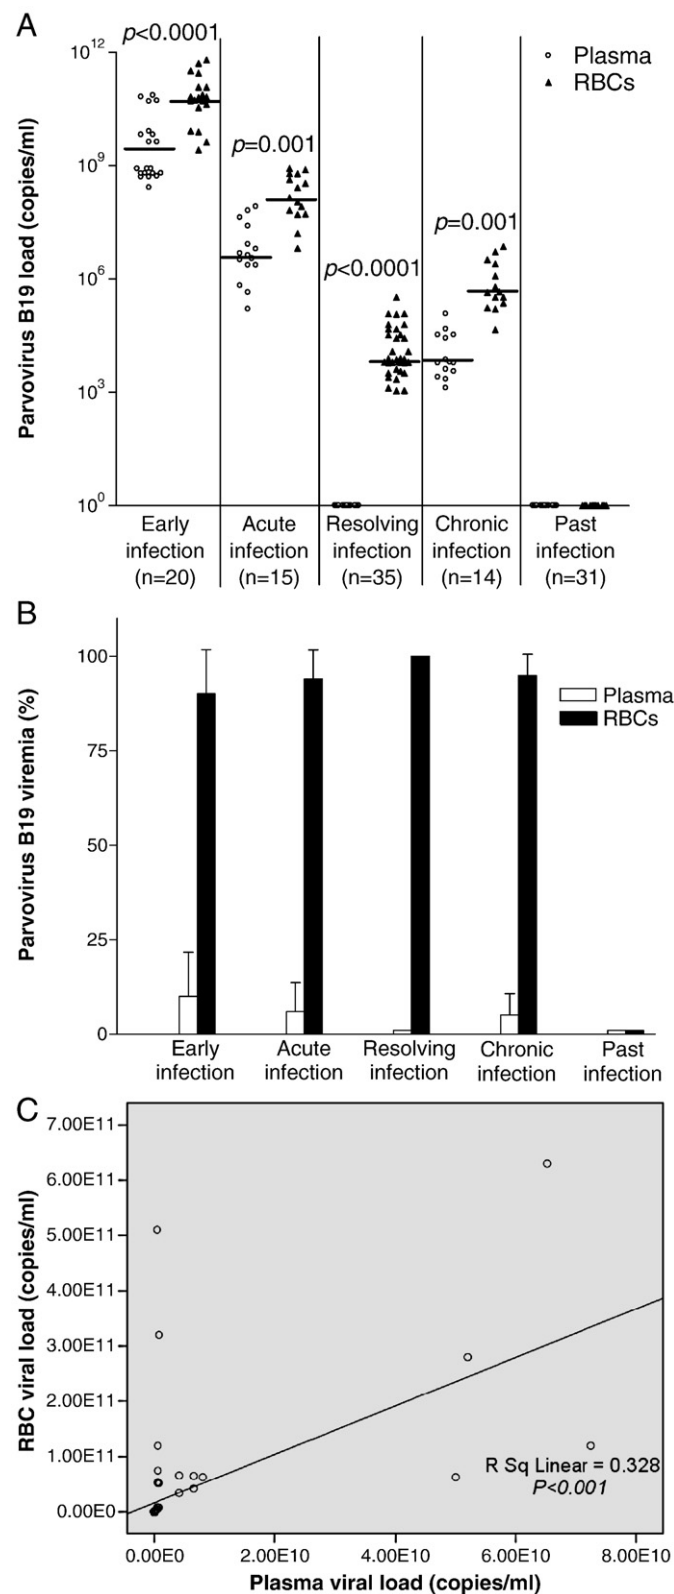 A
p<0.0001
10^12
Plasma
RBCs
p=0.001
10^9
p=0.001
p<0.0001
10^6
10^3
10^0
Parvovirus B19 load (copies/ml)
Early infection (n=20)
Acute infection (n=15)
Resolving infection (n=35)
Chronic infection (n=14)
Past infection (n=31)
B
100
75
50
25
0
Parvovirus B19 viremia (%)
Plasma
RBCs
Early infection
Acute infection
Resolving infection
Chronic infection
Past infection
C
7.00E11
6.00E11
5.00E11
4.00E11
3.00E11
2.00E11
1.00E11
0.00E0
RBC viral load (copies/ml)
R Sq Linear = 0.328
P<0.001
0.00E0
2.00E10
4.00E10
6.00E10
8.00E10
Plasma viral load (copies/ml)